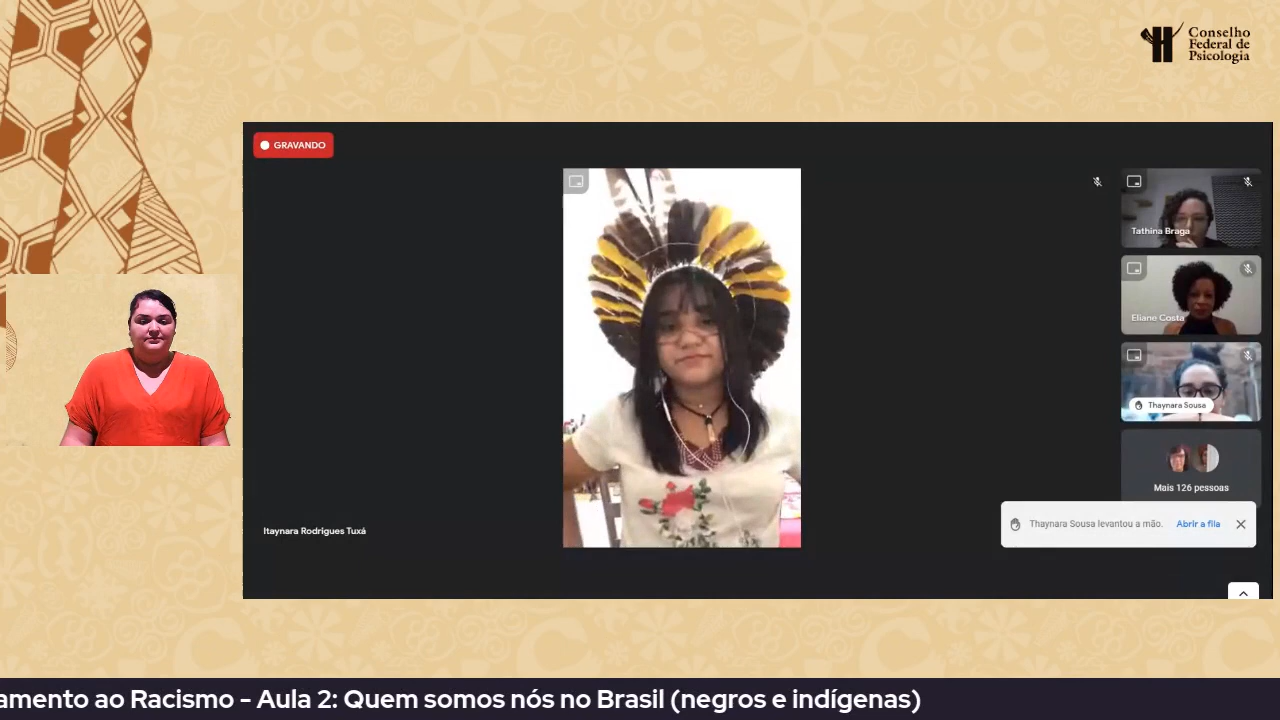 Conselho
Federal de
Psicologia
GRAVANDO
Tathina Braga
Eliane Costa
Thaynara Sousa
Mais 126 pessoas
Thaynara Sousa levantou a mão. Abrir a fila
Itaynara Rodrigues Tuxá
amento ao Racismo - Aula 2: Quem somos nós no Brasil (negros e indígenas)